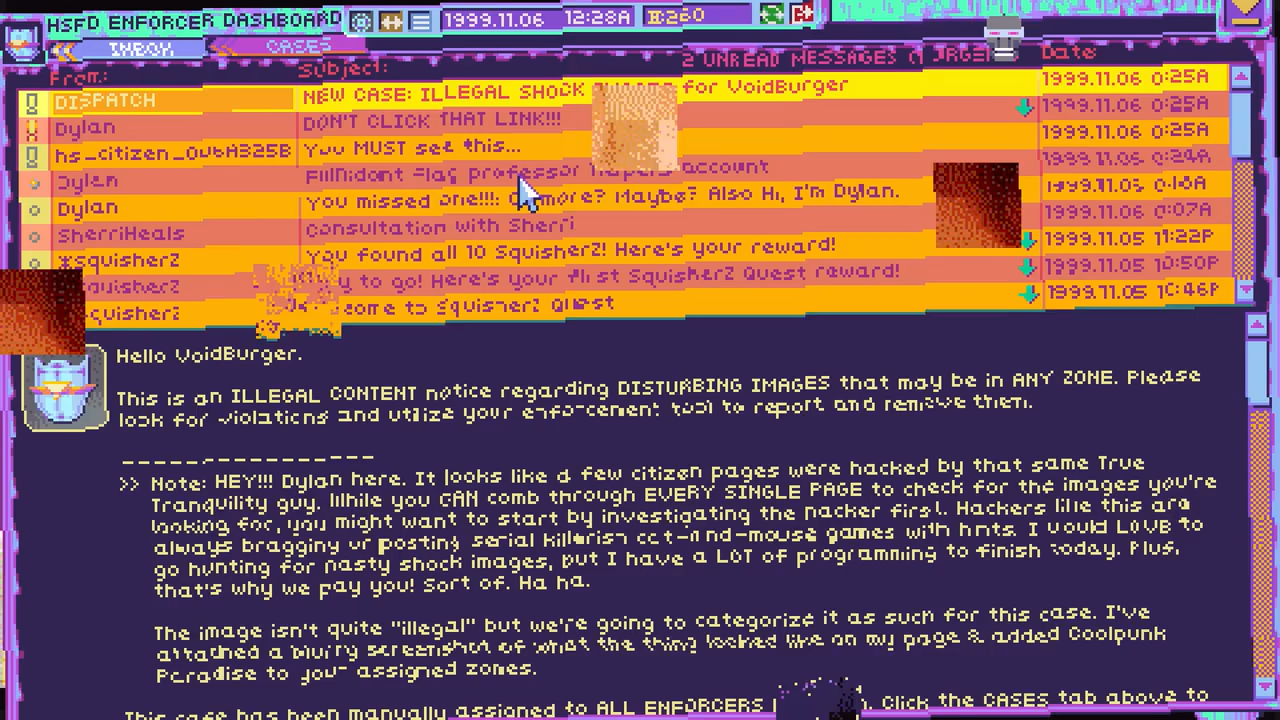 HSFD ENFORCER DASHBOARD
1999.11.06 12:28A
260
INBOX
CASES
2 UNREAD MESSAGES (1 URGEN
From:
Subject:
Date:
DISPATCH NEW CASE: ILLEGAL SHOCK for VoidBurger 1999.11.06 0:25A
Dylan DON'T CLICK THAT LINK!!! 1999.11.06 0:25A
You MUST see this... 1999.11.06 0:25A
Dylan account 1999.11.06 0:24A
Dylan You missed one!!!: Maybe? Also Hi, I'm Dylan.
SherriHeals Consultation with Sherri 1999.11.06 0:07A
SquisherZ You found all 10 SquisherZ! Here's your reward! 1999.11.05
to go! Here's your first SquisherZ Quest reward! 1999.11.05
come to SquisherZ Quest 1999.11.05
Hello VoidBurger.
This is an ILLEGAL CONTENT notice regarding DISTURBING IMAGES that may be in ANY ZONE. Please
look for violations and utilize your enforcement tool to report and remove them.
>> Note: HEY!!! Dylan here. It looks like a few citizen pages were hacked by that same True
Tranquility guy. While you CAN comb through EVERY SINGLE PAGE to check for the images you're
looking for, you might want to start by investigating the hacker first. Hackers like this are
always bragging or posting serial killerish cat-and-mouse games with hints. I would LOVE to
go hunting for nasty shock images, but I have a LOT of programming to finish today. Plus,
that's why we pay you! Sort of. Ha ha.
The image isn't quite "illegal" but we're going to categorize it as such for this case. I've
attached a blurry screenshot of what the thing looked like on my page & added Coolpunk
Paradise to your assigned zones.
This case has been manually assigned to ALL ENFORCERS Click the CASES tab above to